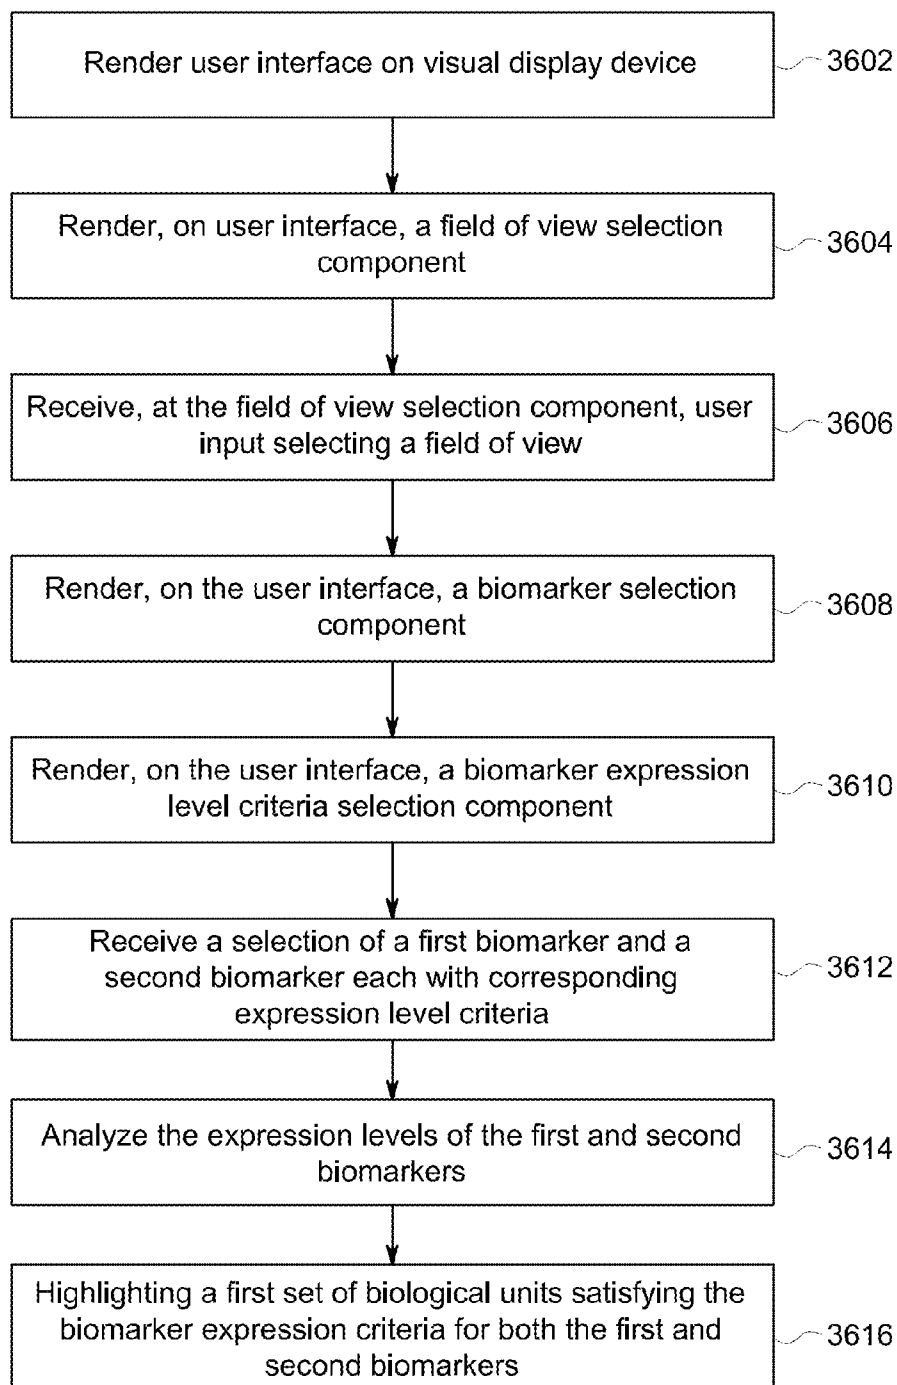 Render user interface on visual display device
3602
Render, on user interface, a field of view selection
component
3604
Receive, at the field of view selection component, user
input selecting a field of view
3606
Render, on the user interface, a biomarker selection
component
3608
Render, on the user interface, a biomarker expression
level criteria selection component
3610
Receive a selection of a first biomarker and a
second biomarker each with corresponding
expression level criteria
3612
Analyze the expression levels of the first and second
biomarkers
3614
Highlighting a first set of biological units satisfying the
biomarker expression criteria for both the first and
second biomarkers
3616